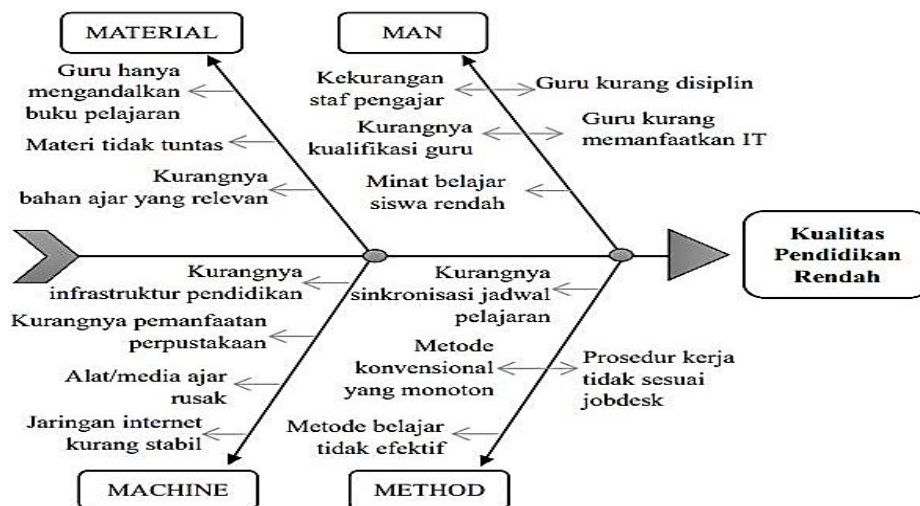 MATERIAL
MAN
Guru hanya
mengandalkan
buku pelajaran
Materi tidak tuntas
Kurangnya
bahan ajar yang relevan
Kekurangan
staf pengajar
Guru kurang disiplin
Kurangnya
kualifikasi guru
Guru kurang
memanfaatkan IT
Minat belajar
siswa rendah
Kualitas
Pendidikan
Rendah
Kurangnya
infrastruktur pendidikan
Kurangnya pemanfaatan
perpustakaan
Alat/media ajar
rusak
Jaringan internet
kurang stabil
Kurangnya
sinkronisasi jadwal
pelajaran
Metode
konvensional
yang monoton
Prosedur kerja
tidak sesuai
jobdesk
Metode belajar
tidak efektif
MACHINE
METHOD